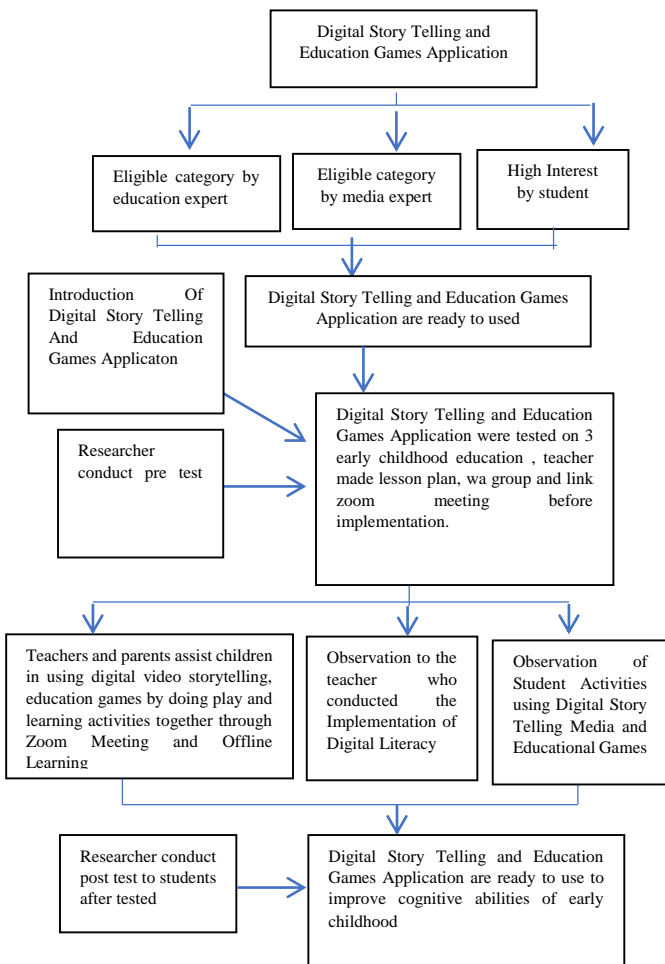 Digital Story Telling and
Education Games Application
Eligible category by
education expert
Eligible category
by media expert
High Interest
by student
Introduction Of
Digital Story Telling
And Education
Games Applicaton
Digital Story Telling and Education Games
Application are ready to used
Researcher
conduct pre test
Digital Story Telling and Education
Games Application were tested on 3
early childhood education , teacher
made lesson plan, wa group and link
zoom meeting before
implementation.
Teachers and parents assist children
in using digital video storytelling,
education games by doing play and
learning activities together through
Zoom Meeting and Offline
Learning
Observation to the
teacher who
conducted the
Implementation of
Digital Literacy
Observation of
Student Activities
using Digital Story
Telling Media and
Educational Games
Researcher conduct
post test to students
after tested
Digital Story Telling and Education
Games Application are ready to use to
improve cognitive abilities of early
childhood